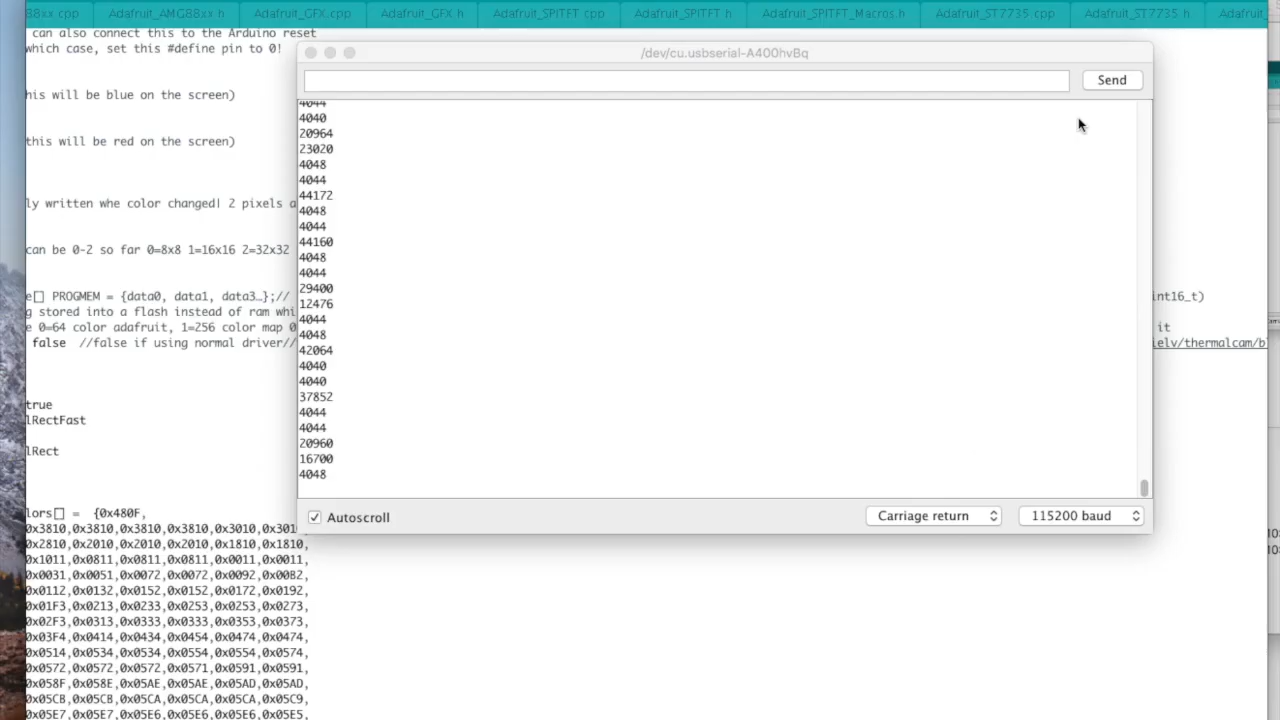 88xx.cpp Adafruit_AMG88xx.h Adafruit_GFX.cpp Adafruit_GFX.h Adafruit_SPITFT.cpp Adafruit_SPITFT.h Adafruit_SPITFT_Macros.h Adafruit_ST7735.cpp Adafruit_ST7735.h
can also connect this to the Arduino reset
which case, set this #define pin to 0!
his will be blue on the screen)
this will be red on the screen)
ly written whe color changed| 2 pixels a
can be 0-2 so far 0=8x8 1=16x16 2=32x32
e[] PROGMEM = {data0, data1, data3…};// int16_t)
g stored into a flash instead of ram whi
e 0=64 color adafruit, 1=256 color map 0 it
false //false if using normal driver// ielv/thermalcam/b
true
lRectFast
lRect
lors[] = {0x480F,
0x3810,0x3810,0x3810,0x3810,0x3010,0x301
0x2810,0x2010,0x2010,0x2010,0x1810,0x1810,
0x1011,0x0811,0x0811,0x0811,0x0011,0x0011,
0x0031,0x0051,0x0072,0x0072,0x0092,0x00B2,
0x0112,0x0132,0x0152,0x0152,0x0172,0x0192,
0x01F3,0x0213,0x0233,0x0253,0x0253,0x0273,
0x02F3,0x0313,0x0333,0x0333,0x0353,0x0373,
0x03F4,0x0414,0x0434,0x0454,0x0474,0x0474,
0x0514,0x0534,0x0534,0x0554,0x0554,0x0574,
0x0572,0x0572,0x0572,0x0571,0x0591,0x0591,
0x058F,0x058E,0x05AE,0x05AE,0x05AD,0x05AD,
0x05CB,0x05CB,0x05CA,0x05CA,0x05CA,0x05C9,
0x05E7,0x05E7,0x05E6,0x05E6,0x05E6,0x05E5,
/dev/cu.usbserial-A400hvBq
Send
4044
4040
20964
23020
4048
4044
44172
4048
4044
44160
4048
4044
29400
12476
4044
4048
42064
4040
4040
37852
4044
4044
20960
16700
4048
Autoscroll
Carriage return
115200 baud